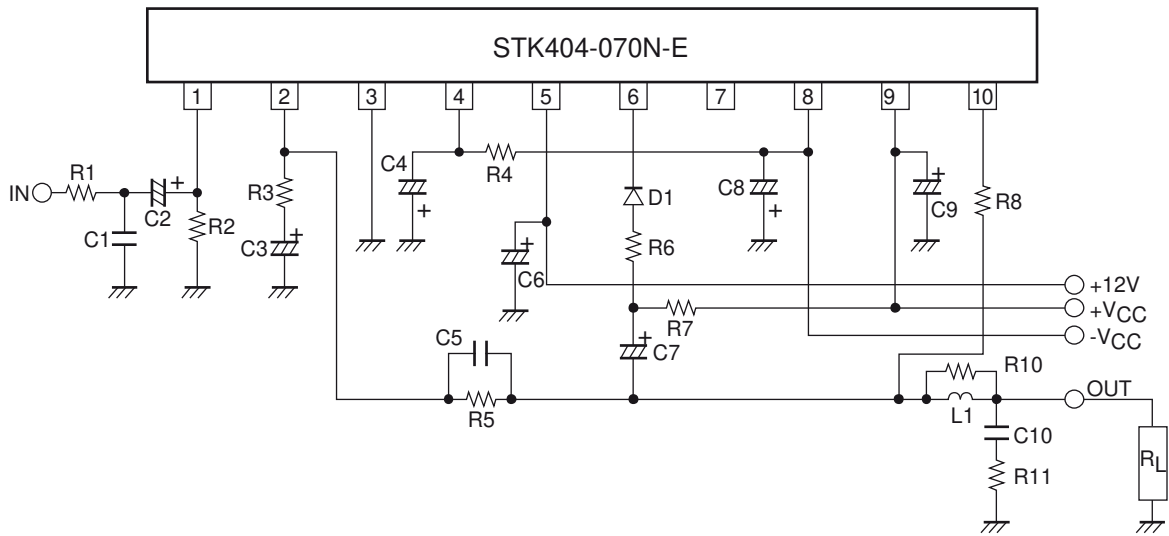 STK404-070N-E
1 2 3 4 5 6 7 8 9 10
IN
R1
C1
C2
+
R2
R3
C3
+
C4
+
R4
C6
+
D1
R6
R7
C7
+
C8
+
C9
+
R8
+12V
+VCC
-VCC
C5
R5
R10
L1
OUT
C10
R11
RL